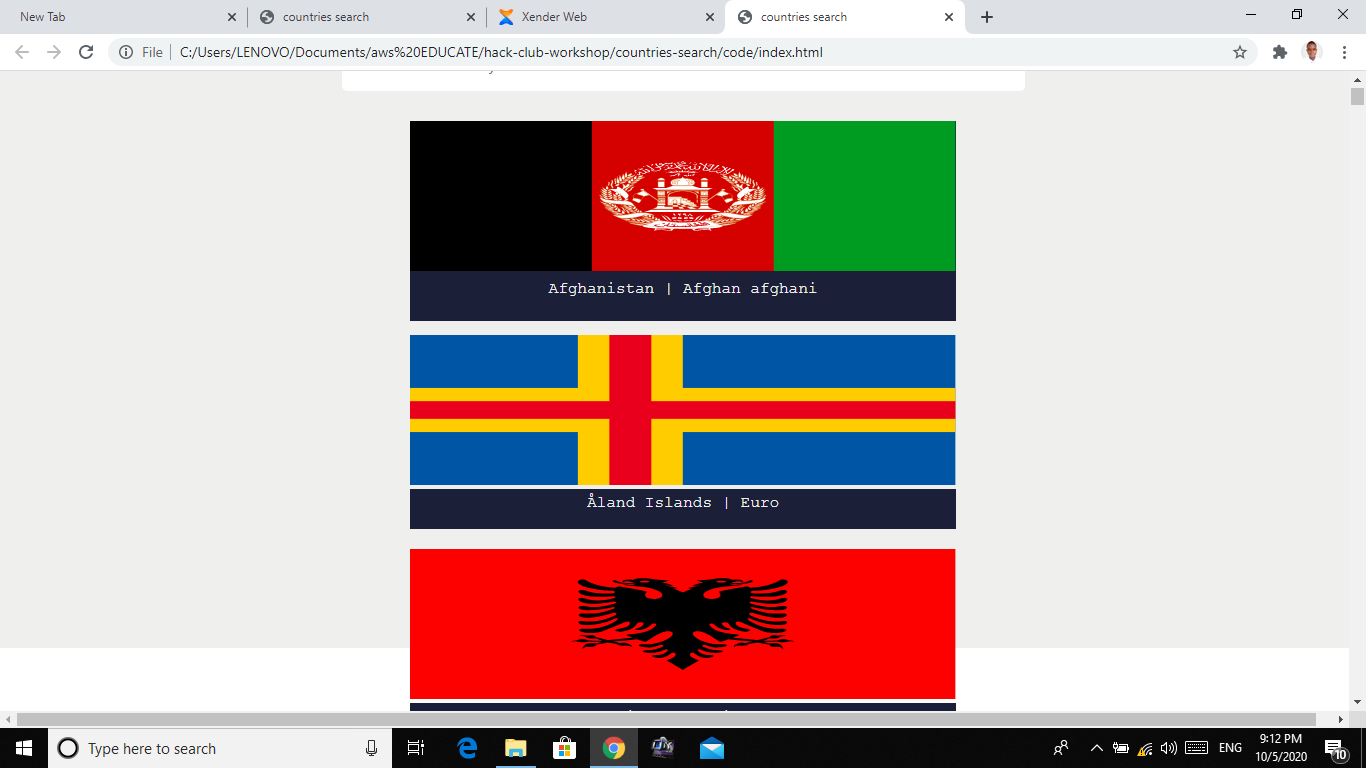 New Tab
countries search
Xender Web
countries search
File
C:/Users/LENOVO/Documents/aws%20EDUCATE/hack-club-workshop/countries-search/code/index.html
Afghanistan | Afghan afghani
Åland Islands | Euro
Type here to search
ENG
9:12 PM
10/5/2020
10